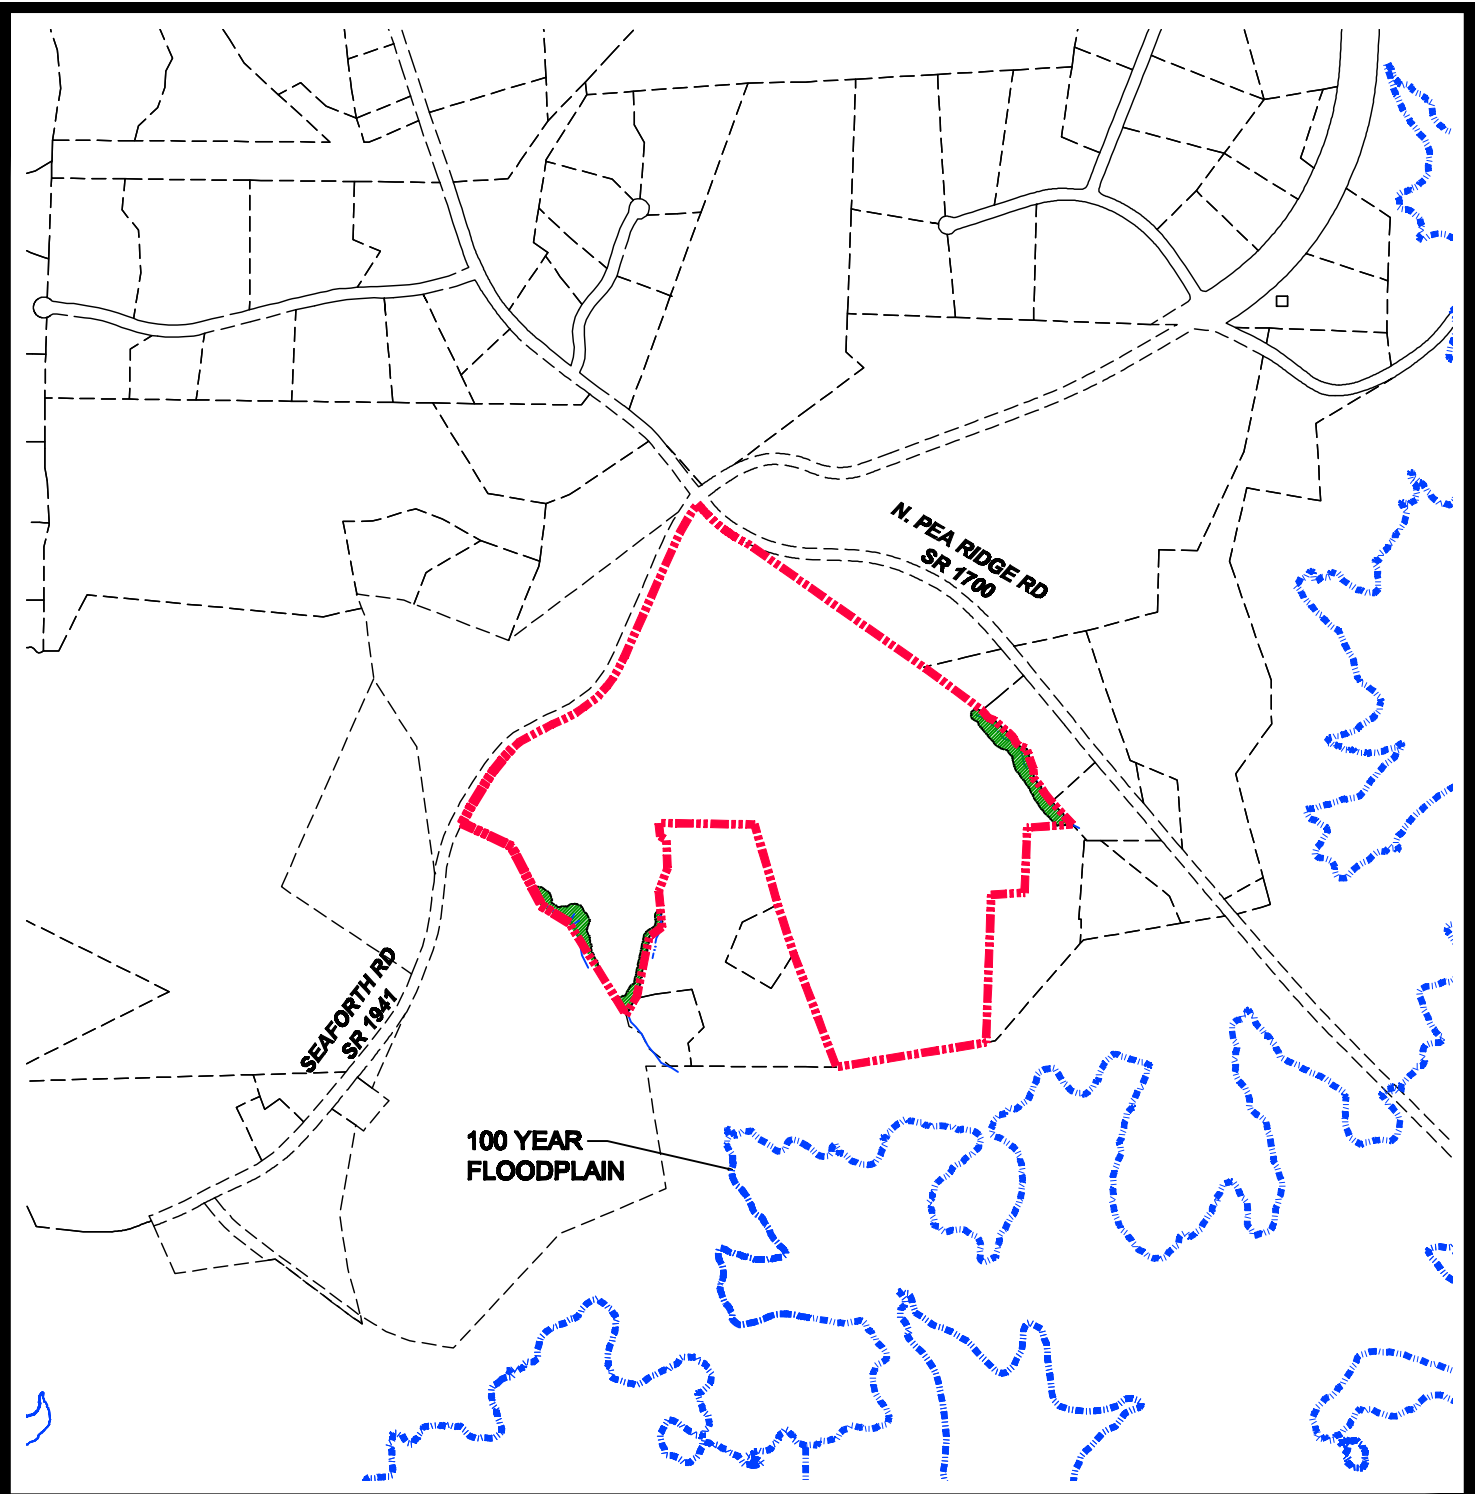 N. PEA RIDGE RD
SR 1700
SEAFORTH RD
SR 1941
100 YEAR
FLOODPLAIN